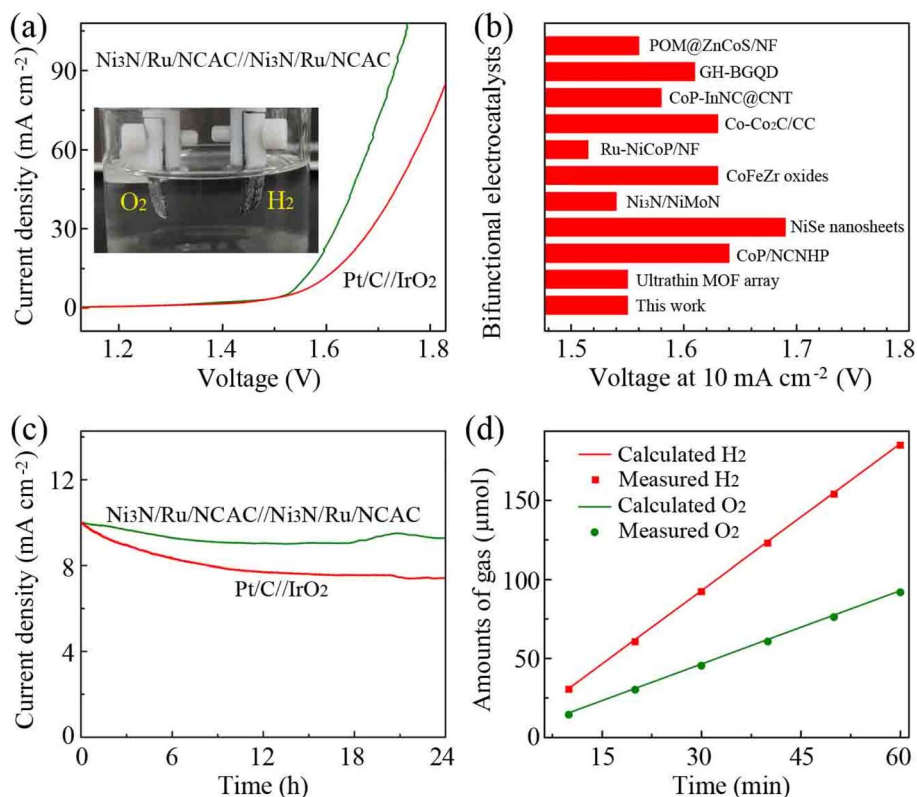 (a)
Current density (mA cm⁻²)
90
60
30
0
Ni₃N/Ru/NCAC//Ni₃N/Ru/NCAC
O₂
H₂
Pt/C//IrO₂
1.2
1.4
1.6
1.8
Voltage (V)
(b)
Bifunctional electrocatalysts
POM@ZnCoS/NF
GH-BGQD
CoP-InNC@CNT
Co-Co₂C/CC
Ru-NiCoP/NF
CoFeZr oxides
Ni₃N/NiMoN
NiSe nanosheets
CoP/NCNHP
Ultrathin MOF array
This work
1.5
1.6
1.7
1.8
Voltage at 10 mA cm⁻² (V)
(c)
Current density (mA cm⁻²)
12
8
4
0
Ni₃N/Ru/NCAC//Ni₃N/Ru/NCAC
Pt/C//IrO₂
0
6
12
18
24
Time (h)
(d)
Amounts of gas (μmol)
150
100
50
0
Calculated H₂
Measured H₂
Calculated O₂
Measured O₂
15
30
45
60
Time (min)